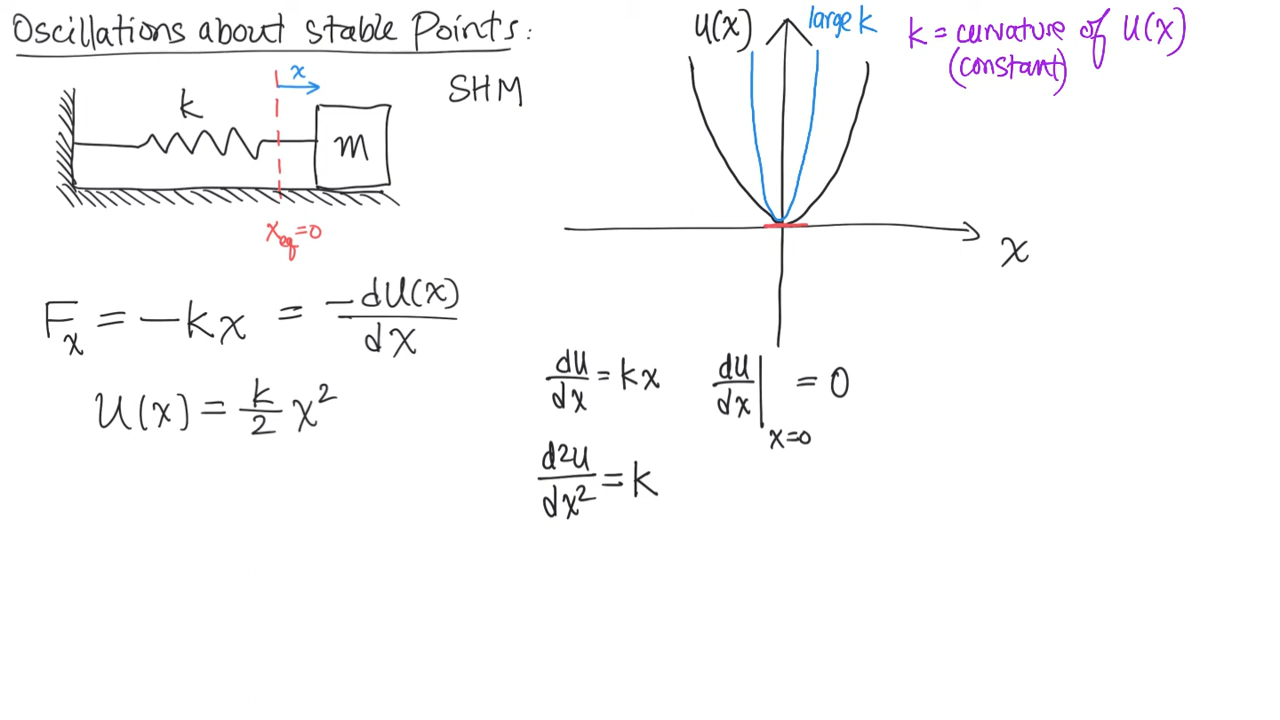 Oscillations about stable Points:
x
k
SHM
m
x_eq=0
U(x)
large k
k = curvature of U(x)
(constant)
x
F_x = -kx = -dU(x)/dx
U(x) = k/2 x²
dU/dx = kx
dU/dx |x=0 = 0
d²U/dx² = k